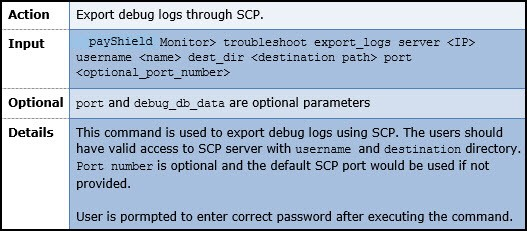 Action Export debug logs through SCP.
Input payShield Monitor> troubleshoot export_logs server <IP>
username <name> dest_dir <destination path> port
<optional_port_number>
Optional port and debug_db_data are optional parameters
Details This command is used to export debug logs using SCP. The users should
have valid access to SCP server with username and destination directory.
Port number is optional and the default SCP port would be used if not
provided.
User is pormpted to enter correct password after executing the command.